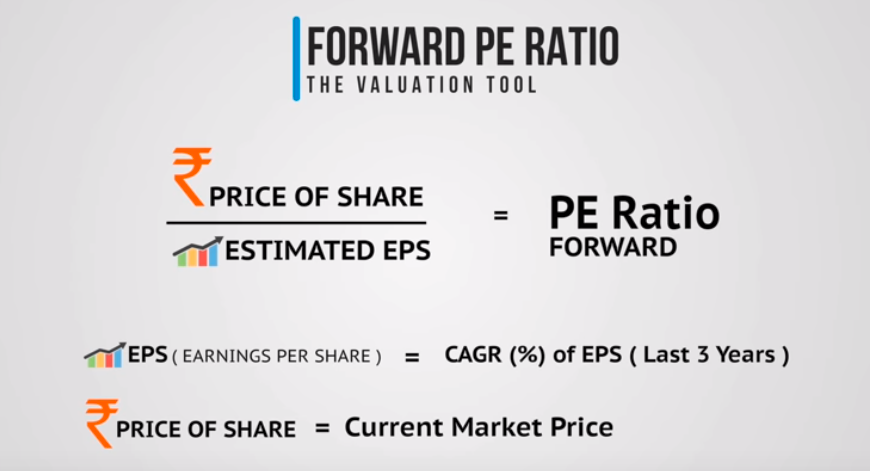 FORWARD PE RATIO
THE VALUATION TOOL
₹ PRICE OF SHARE
ESTIMATED EPS
=
PE Ratio
FORWARD
EPS ( EARNINGS PER SHARE ) = CAGR (%) of EPS ( Last 3 Years )
₹ PRICE OF SHARE = Current Market Price